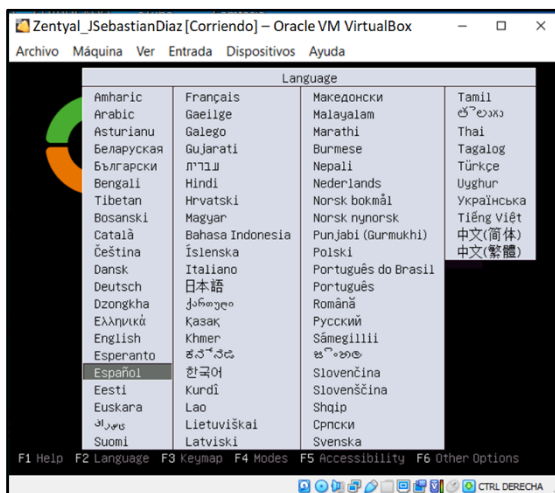 Zentyal_JSebastianDiaz [Corriendo] – Oracle VM VirtualBox
Archivo Máquina Ver Entrada Dispositivos Ayuda
Language
Amharic
Arabic
Asturianu
Беларуская
Български
Bengali
Tibetan
Bosanski
Català
Čeština
Dansk
Deutsch
Dzongkha
Ελληνικά
English
Esperanto
Español
Eesti
Euskara
Suomi
Français
Gaeilge
Galego
Gujarati
עברית
Hindi
Hrvatski
Magyar
Bahasa Indonesia
Íslenska
Italiano
日本語
ქართული
Қазақ
Khmer
ಕನ್ನಡ
한국어
Kurdî
Lao
Lietuviškai
Latviski
Македонски
Malayalam
Marathi
Burmese
Nepali
Nederlands
Norsk bokmål
Norsk nynorsk
Punjabi (Gurmukhi)
Polski
Português do Brasil
Português
Română
Русский
Sámegillii
සිංහල
Slovenčina
Slovenščina
Shqip
Српски
Svenska
Tamil
తెలుగు
Thai
Tagalog
Türkçe
Uyghur
Українська
Tiếng Việt
中文(简体)
中文(繁體)
F1 Help F2 Language F3 Keymap F4 Modes F5 Accessibility F6 Other Options
CTRL DERECHA